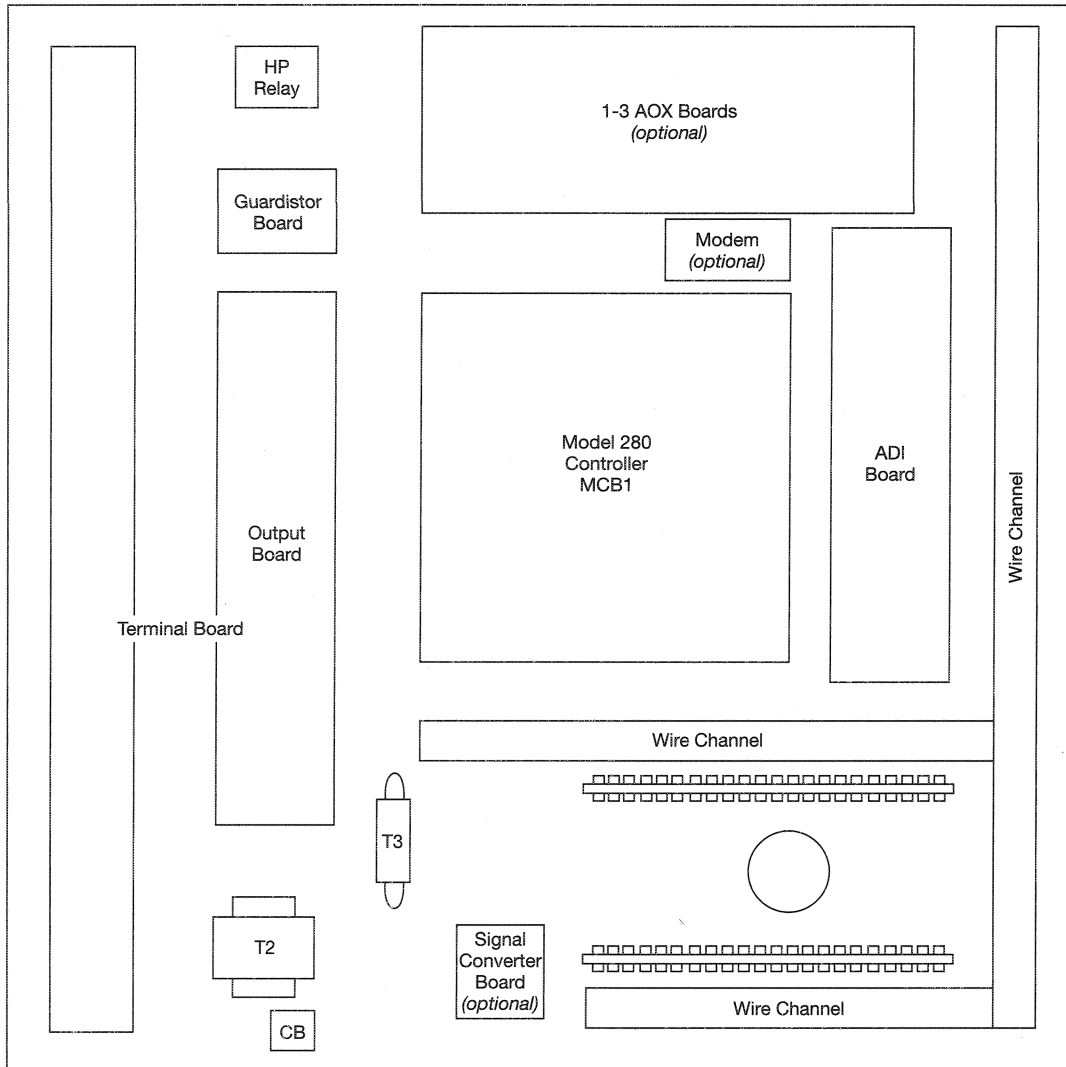 HP
Relay
1-3 AOX Boards
(optional)
Guardistor
Board
Modem
(optional)
Model 280
Controller
MCB1
ADI
Board
Output
Board
Wire Channel
Terminal Board
Wire Channel
T3
T2
Signal
Converter
Board
(optional)
Wire Channel
CB